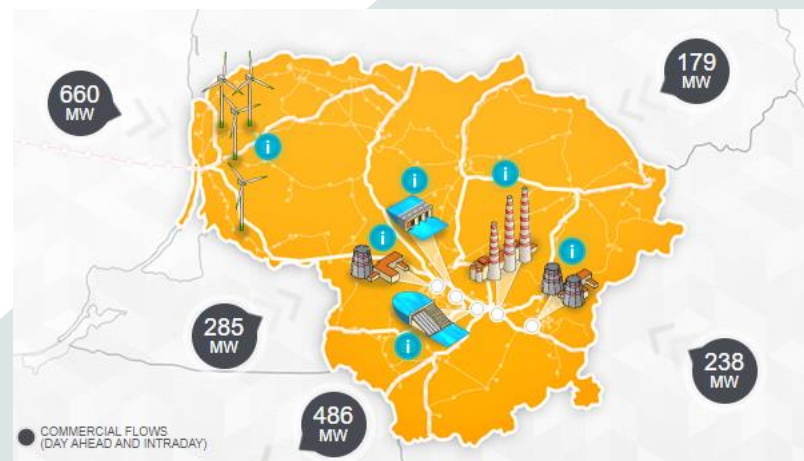 660
MW
179
MW
i
i
i
i
i
i
285
MW
238
MW
486
MW
COMMERCIAL FLOWS
(DAY AHEAD AND INTRADAY)